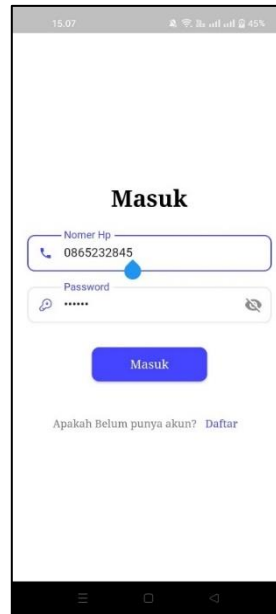 15.07 45%
Masuk
Nomer Hp
0865232845
Password
••••••
Masuk
Apakah Belum punya akun? Daftar